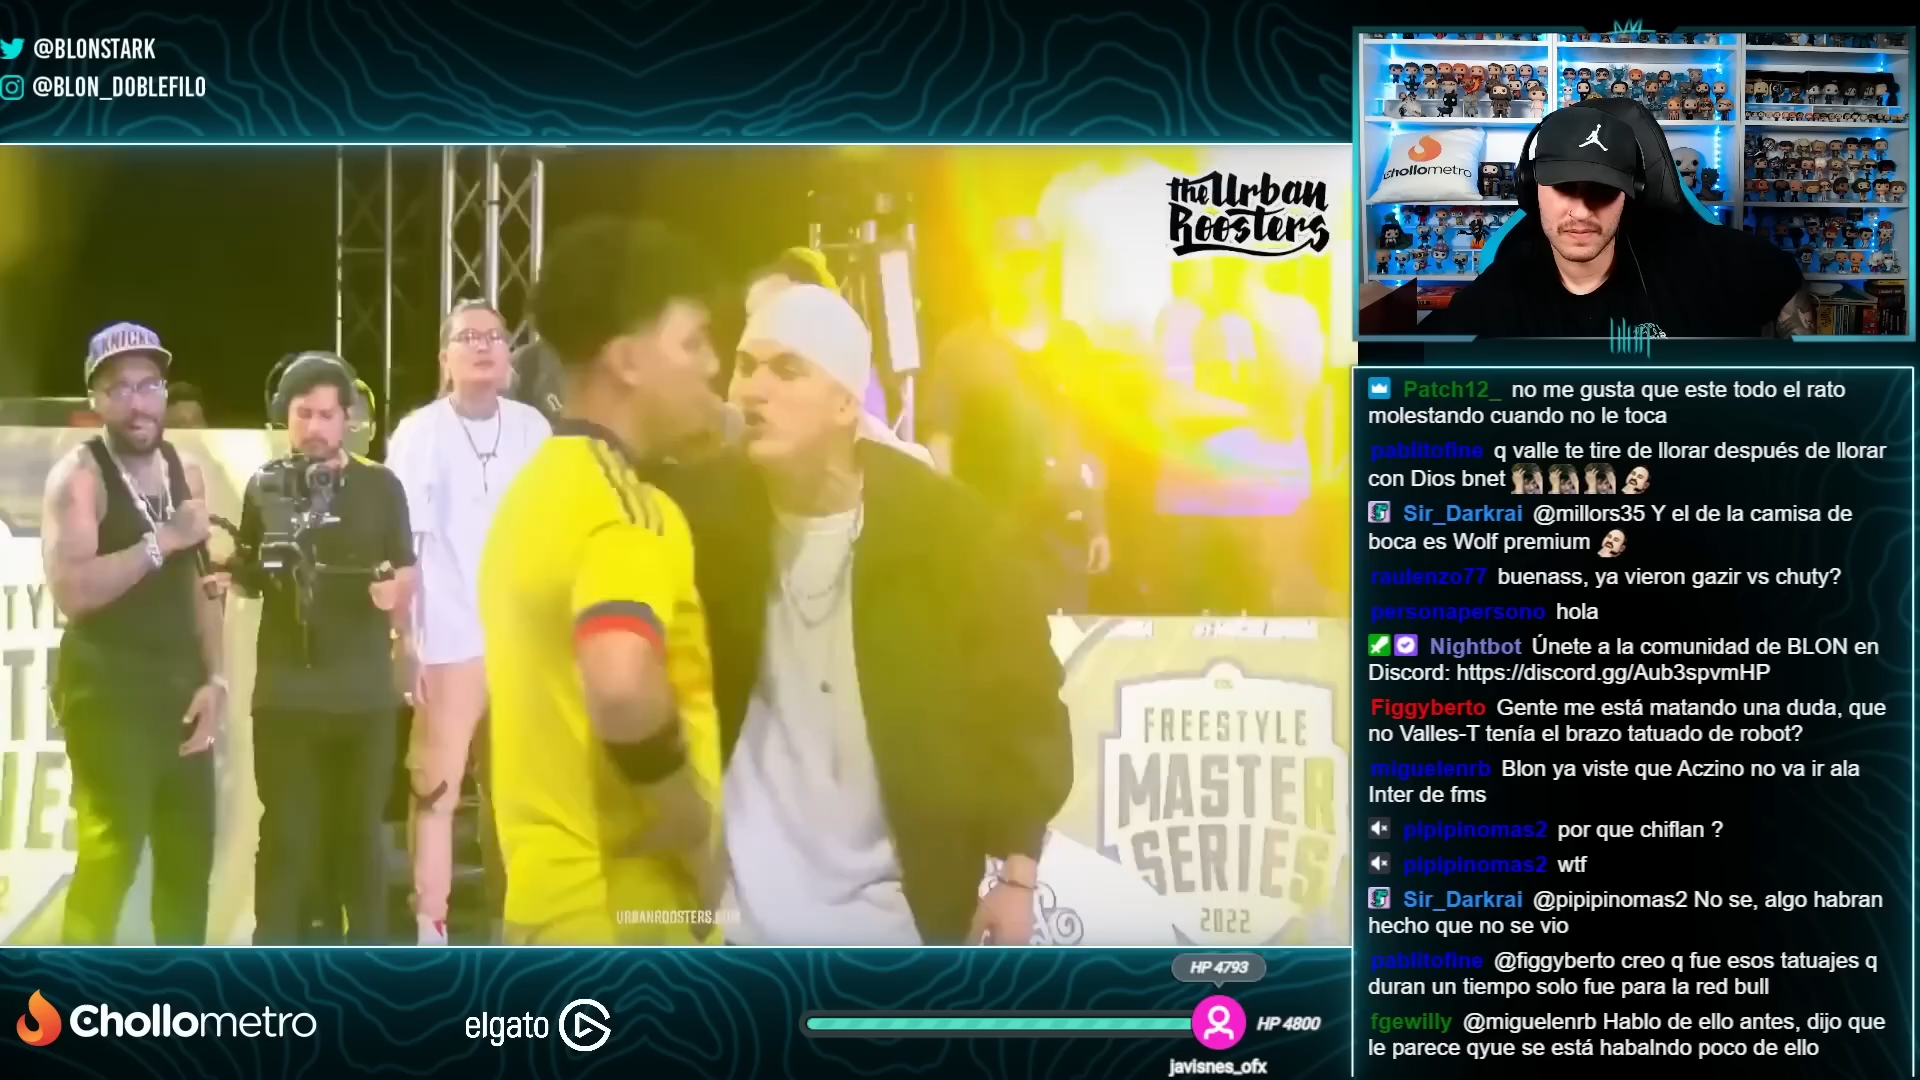 @BLONSTARK
@BLON_DOBLEFILO
the Urban
Roosters
KNICK
FREESTYLE
MASTER
SERIES
2022
URBANROOSTERS.
chollometro
Patch12_ no me gusta que este todo el rato
molestando cuando no le toca
pablitofine q valle te tire de llorar después de llorar
con Dios bnet
Sir_Darkrai @millors35 Y el de la camisa de
boca es Wolf premium
raulenzo77 buenass, ya vieron gazir vs chuty?
personapersono hola
Nightbot Únete a la comunidad de BLON en
Discord: https://discord.gg/Aub3spvmHP
Figgyberto Gente me está matando una duda, que
no Valles-T tenía el brazo tatuado de robot?
miguelenrb Blon ya viste que Aczino no va ir ala
Inter de fms
pipipinomas2 por que chiflan ?
pipipinomas2 wtf
Sir_Darkrai @pipipinomas2 No se, algo habran
hecho que no se vio
pablitofine @figgyberto creo q fue esos tatuajes q
duran un tiempo solo fue para la red bull
fgewilly @miguelenrb Hablo de ello antes, dijo que
le parece qyue se está habalndo poco de ello
Chollometro
elgato
HP 4793
HP 4800
javisnes_ofx